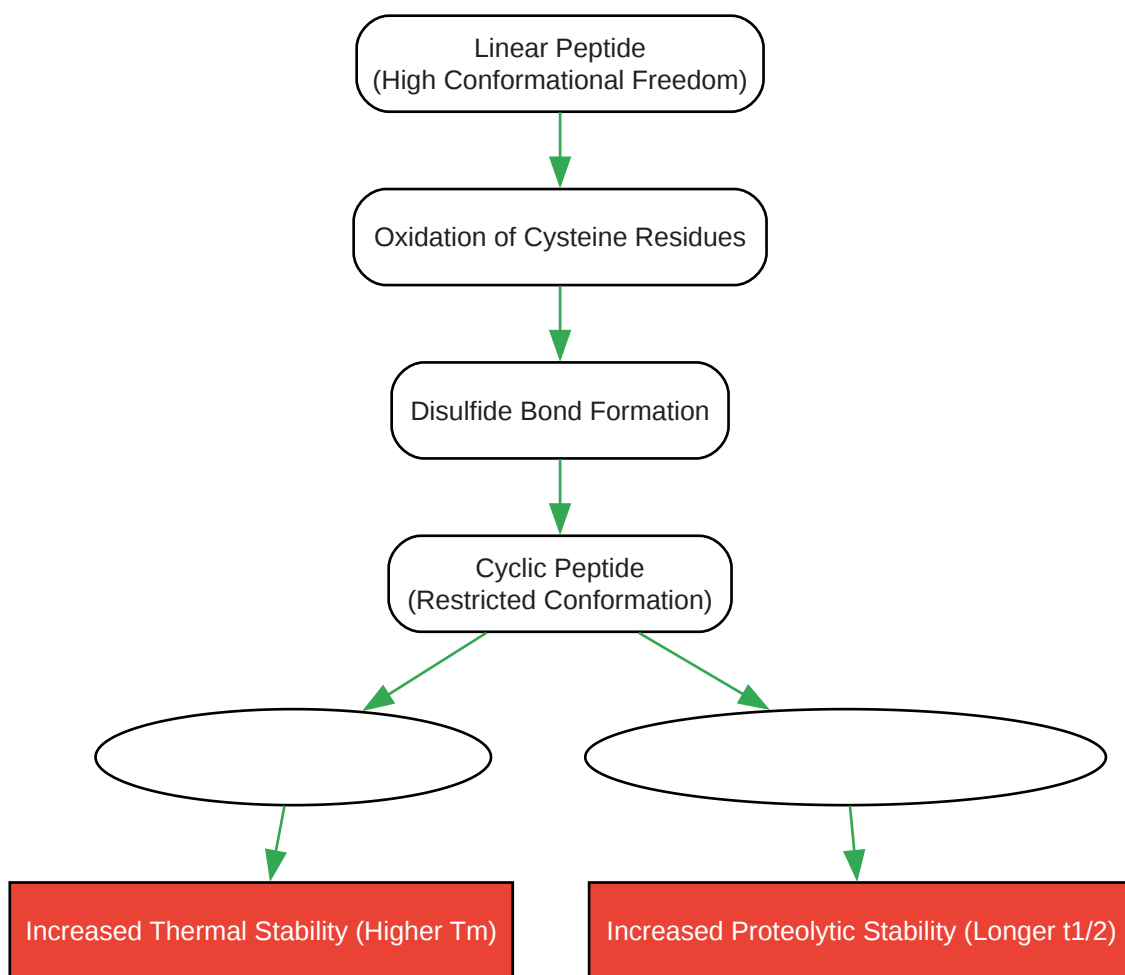 Linear Peptide
(High Conformational Freedom)
Oxidation of Cysteine Residues
Disulfide Bond Formation
Cyclic Peptide
(Restricted Conformation)
Increased Thermal Stability (Higher Tm)
Increased Proteolytic Stability (Longer t1/2)